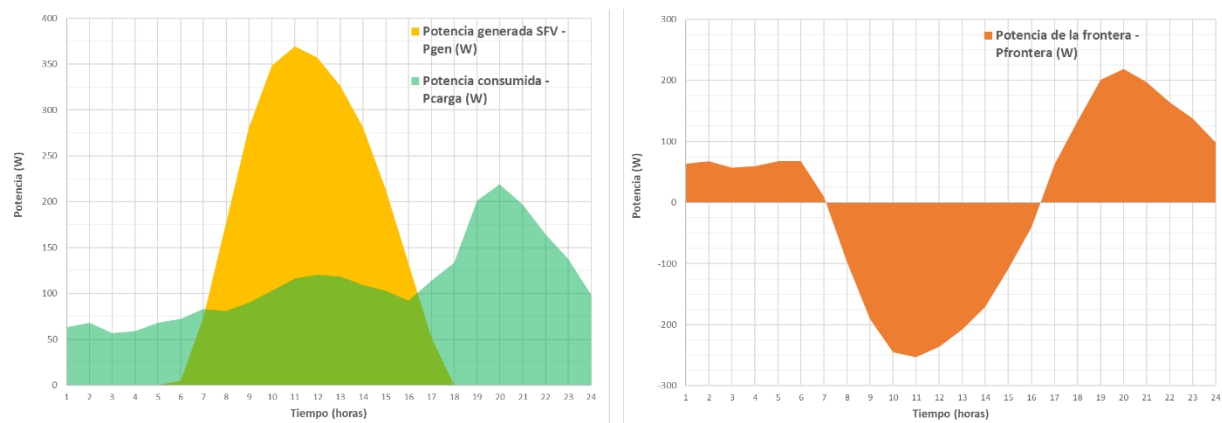 400
350
300
250
200
150
100
50
0
Potencia (W)
Potencia generada SFV -
Pgen (W)
Potencia consumida -
Pcarga (W)
1 2 3 4 5 6 7 8 9 10 11 12 13 14 15 16 17 18 19 20 21 22 23 24
Tiempo (horas)
300
200
100
0
-100
-200
-300
Potencia (W)
Potencia de la frontera -
Pfrontera (W)
1 2 3 4 5 6 7 8 9 10 11 12 13 14 15 16 17 18 19 20 21 22 23 24
Tiempo (horas)